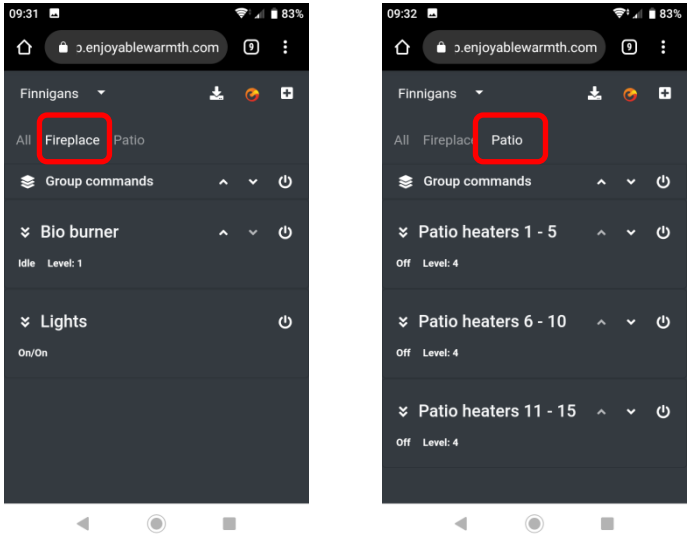 09:31 83%
ɔ.enjoyablewarmth.com 9
Finnigans
All Fireplace Patio
Group commands
Bio burner
Idle Level: 1
Lights
On/On
09:32 83%
ɔ.enjoyablewarmth.com 9
Finnigans
All Fireplace Patio
Group commands
Patio heaters 1 - 5
Off Level: 4
Patio heaters 6 - 10
Off Level: 4
Patio heaters 11 - 15
Off Level: 4